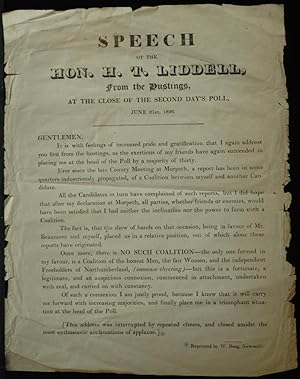 SPEECH
OF THE
HON. H. T. LIDDELL,
From the Hustings,
AT THE CLOSE OF THE SECOND DAY'S POLL,
JUNE 21st, 1826.
GENTLEMEN,
It is with feelings of increased pride and gratification that I again address
you first from the hustings, as the exertions of my friends have again succeeded in
placing me at the head of the Poll by a majority of thirty.
Ever since the late County Meeting at Morpeth, a report has been in some
quarters industriously propagated, of a Coalition between myself and another Can-
didate.
All the Candidates in turn have complained of such reports, but I did hope
that after my declaration at Morpeth, all parties, whether friends or enemies, would
have been satisfied that I had neither the inclination nor the power to form such a
Coalition.
The fact is, that the shew of hands on that occasion, being in favour of Mr.
Beaumont and myself, placed us in a relative position, out of which alone these
reports have originated.
Once more, there is NO SUCH COALITION—the only one formed in
my favour, is a Coalition of the honest Men, the fair Women, and the independent
Freeholders of Northumberland, (immense cheering)—but this is a fortunate, a
legitimate, and an auspicious connexion, commenced in attachment, undertaken
with zeal, and carried on with constancy.
Of such a connexion I am justly proud, because I know that it will carry
me forward with increasing majorities, and finally place me in a triumphant situa-
tion at the head of the Poll.
[This address was interrupted by repeated cheers, and closed amidst the
most enthusiastic acclamations of applause.]
Reprinted by W. Boag, Newcastle.